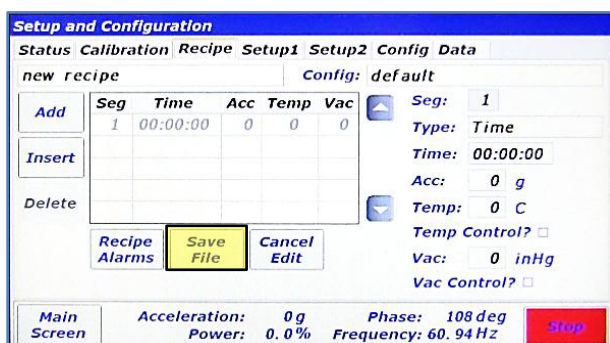 Setup and Configuration
Status Calibration Recipe Setup1 Setup2 Config Data
new recipe Config: default
Add
Insert
Delete
Seg Time Acc Temp Vac
1 00:00:00 0 0 0
Recipe Alarms
Save File
Cancel Edit
Seg: 1
Type: Time
Time: 00:00:00
Acc: 0 g
Temp: 0 C
Temp Control?
Vac: 0 inHg
Vac Control?
Main Screen
Acceleration: 0 g Phase: 108 deg
Power: 0.0% Frequency: 60.94 Hz
Stop